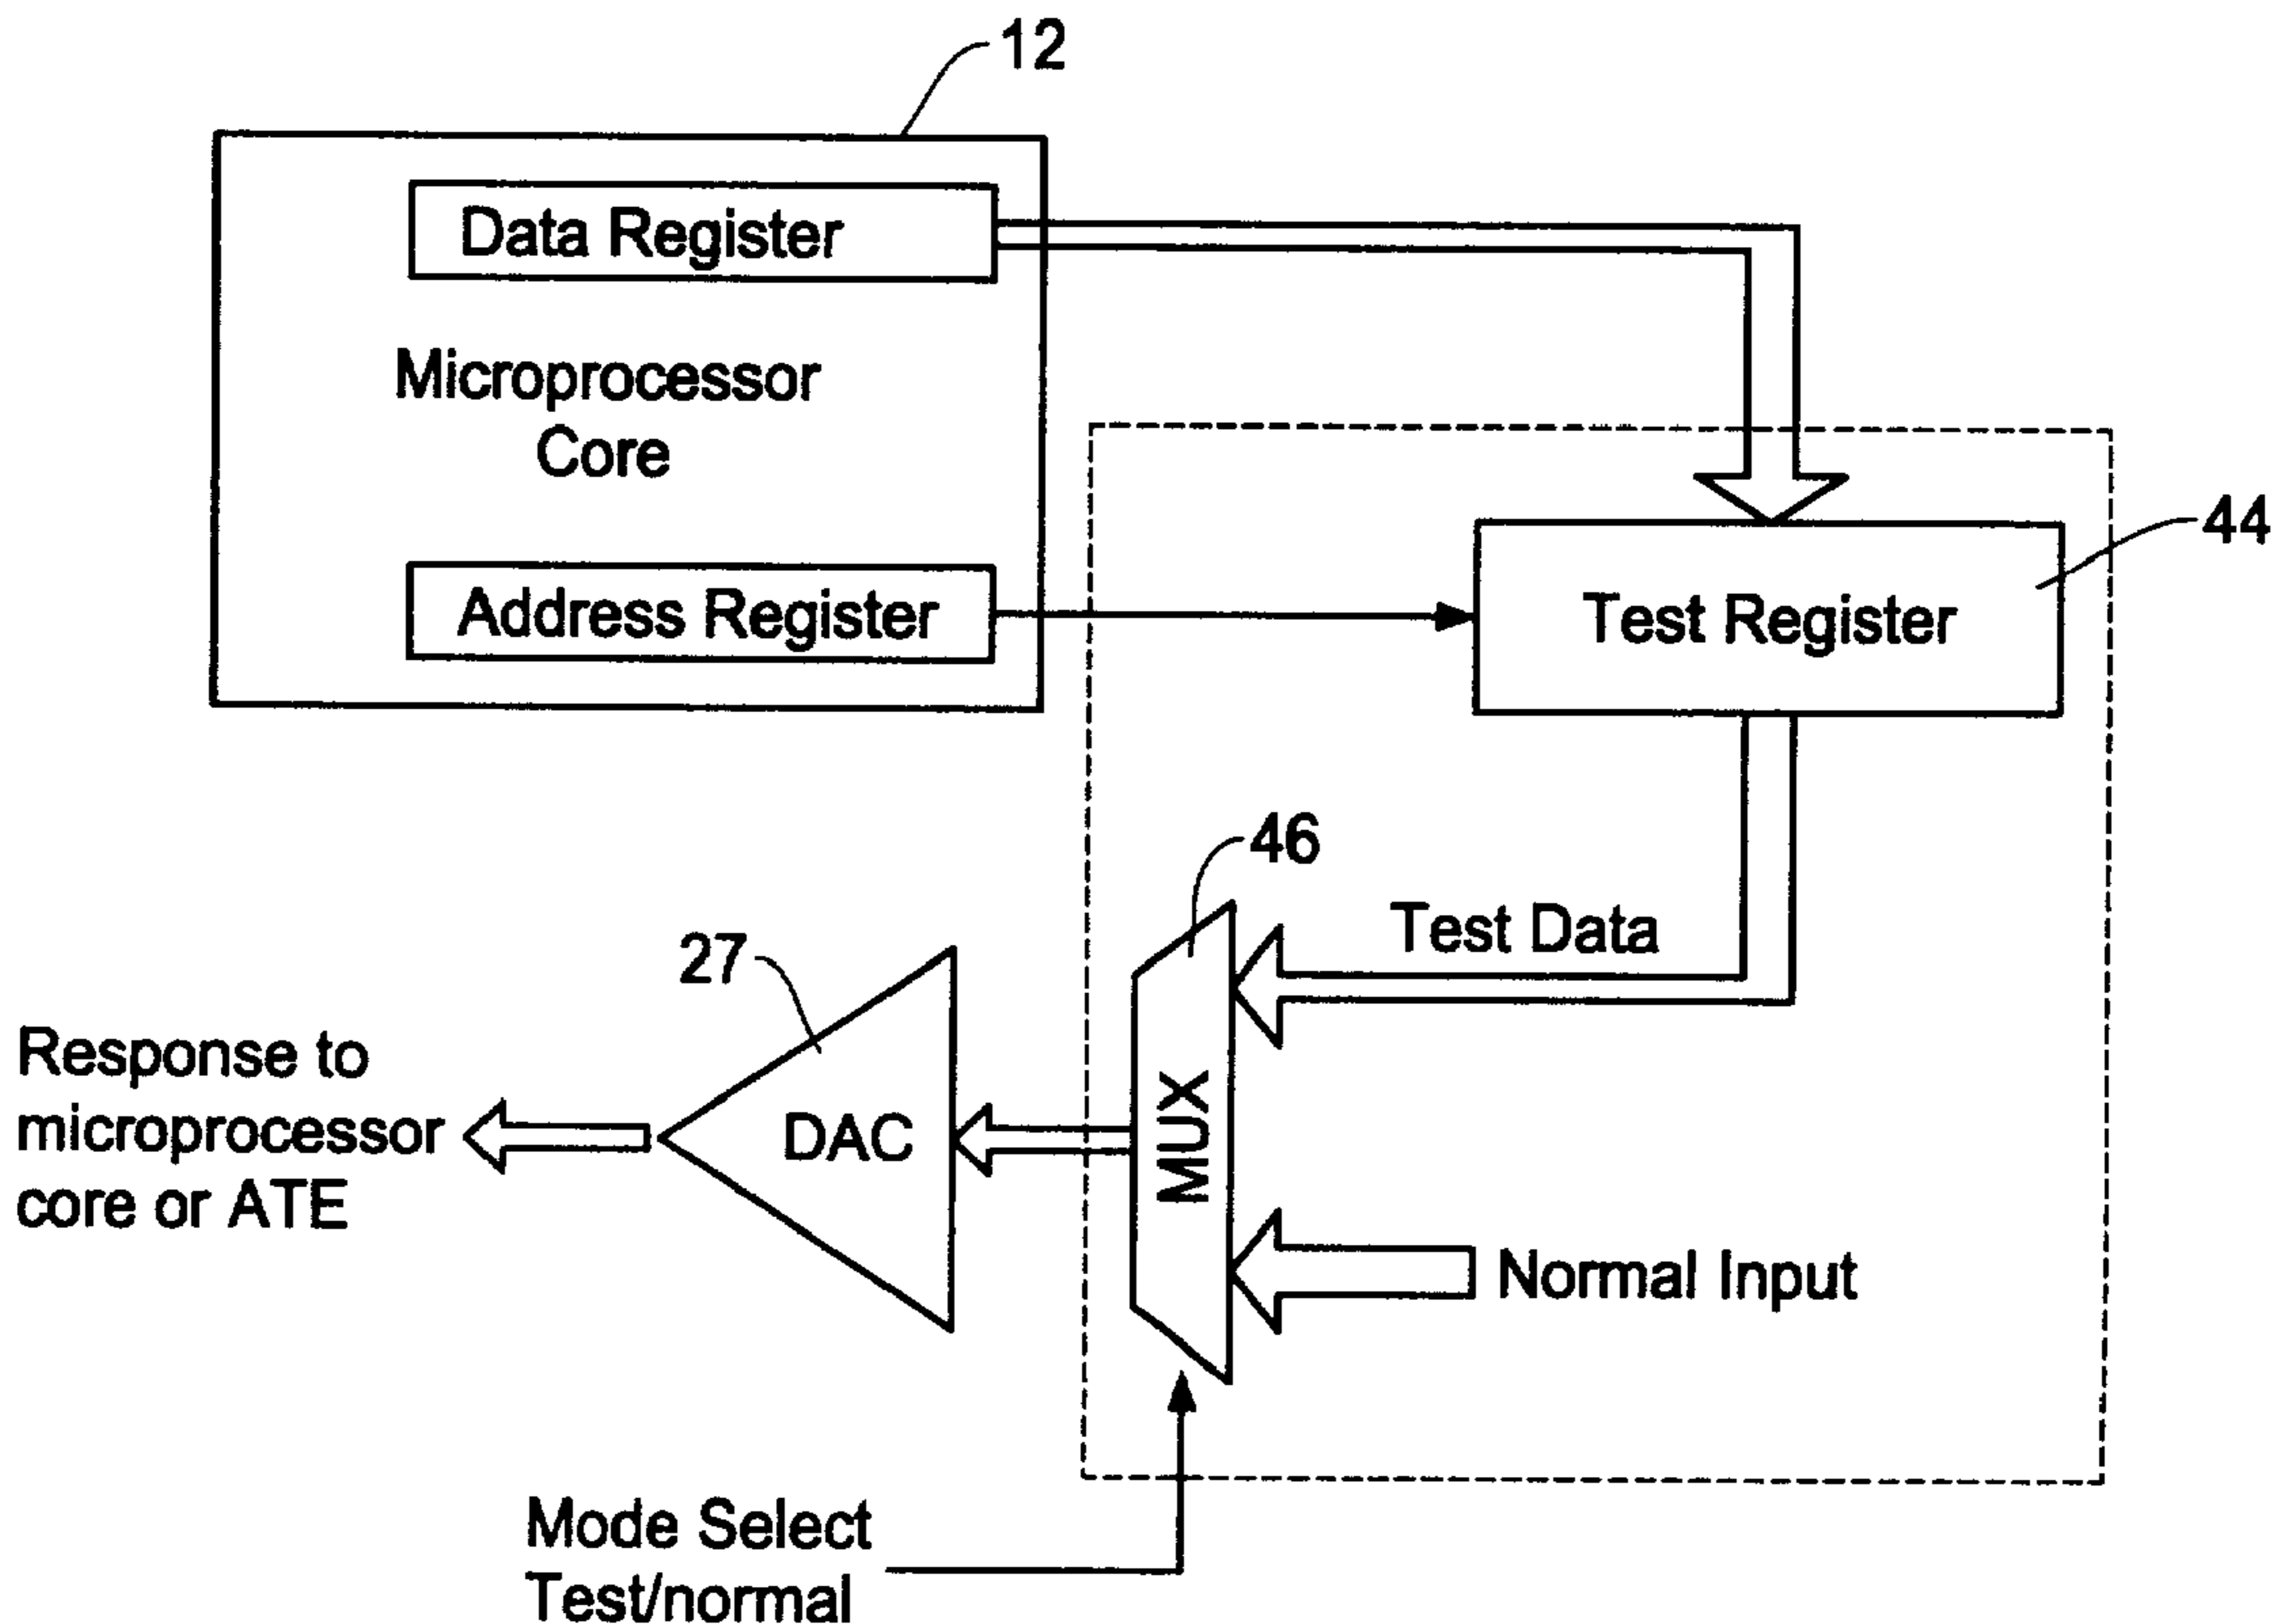 12
Data Register
Microprocessor
Core
Address Register
44
Test Register
46
Test Data
27
Response to
microprocessor
core or ATE
DAC
MUX
Normal Input
Mode Select
Test/normal